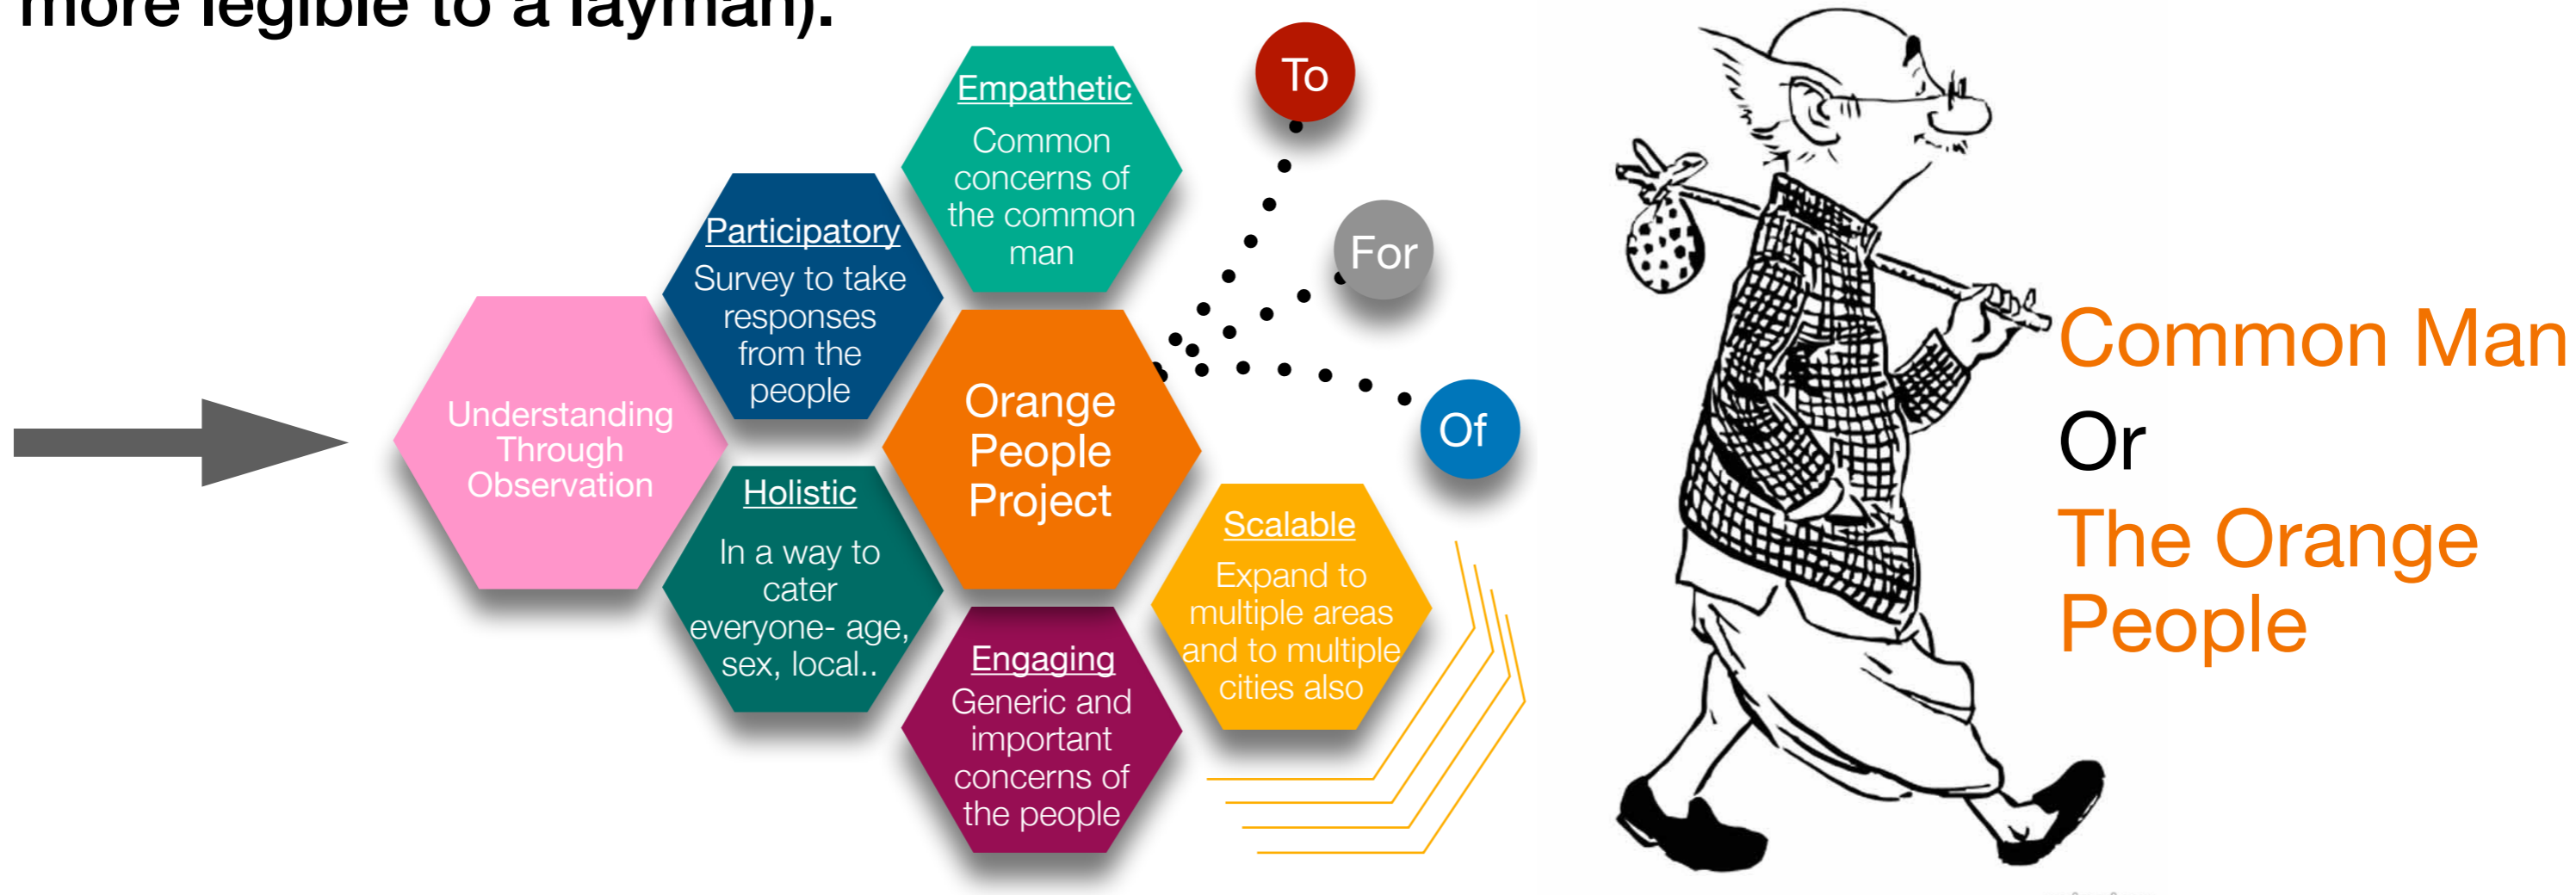 more legible to a layman).
Understanding
Through
Observation
Participatory
Survey to take
responses
from the
people
Holistic
In a way to
cater
everyone- age,
sex, local..
Empathetic
Common
concerns of
the common
man
Orange
People
Project
Engaging
Generic and
important
concerns of
the people
Scalable
Expand to
multiple areas
and to multiple
cities also
To
For
Of
Common Man
Or
The Orange
People